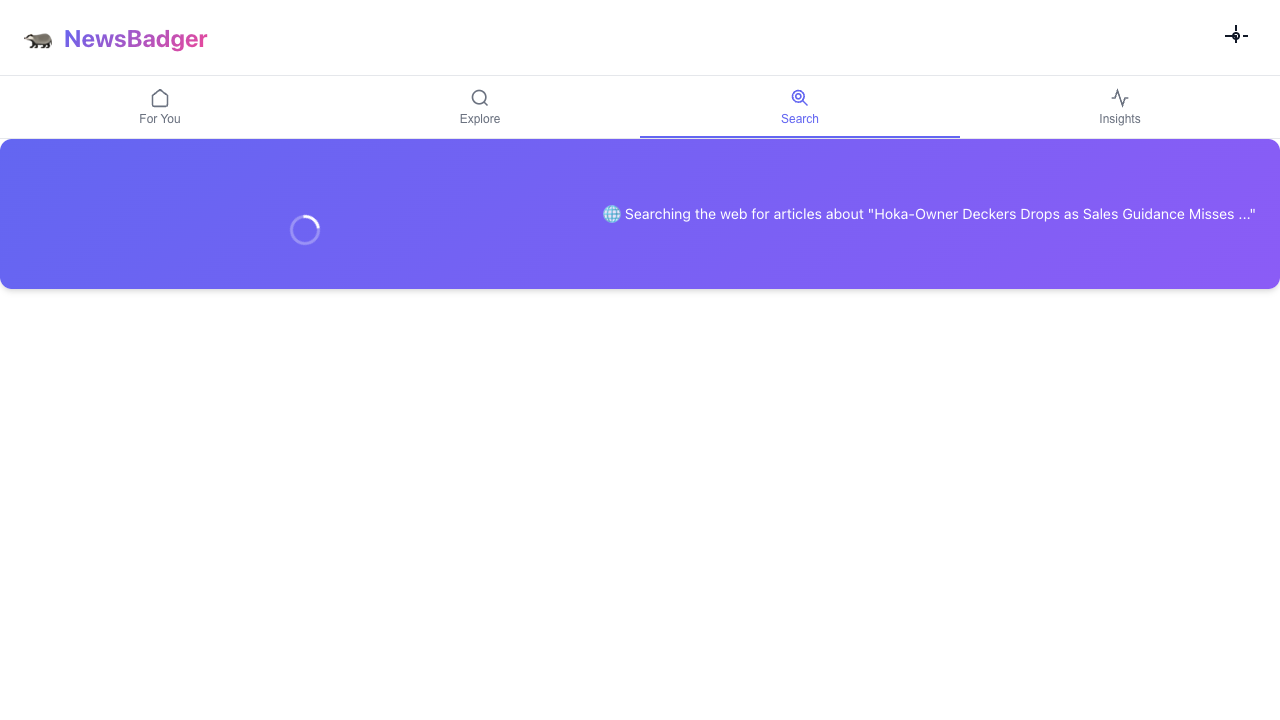 NewsBadger
For You
Explore
Search
Insights
Searching the web for articles about "Hoka-Owner Deckers Drops as Sales Guidance Misses ..."